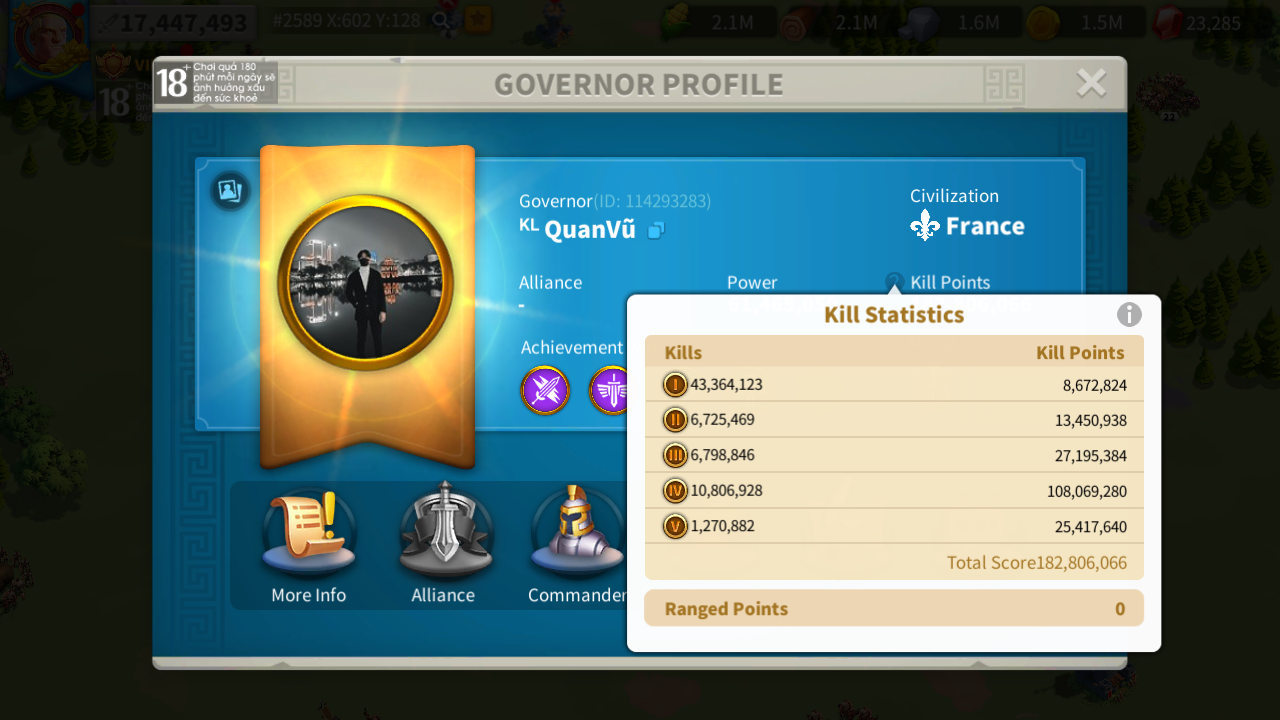 17,447,493
#2589 X:602 Y:128
2.1M
2.1M
1.6M
1.5M
23,285
18+
Chơi quá 180
phút mỗi ngày sẽ
ảnh hưởng xấu
đến sức khoẻ
GOVERNOR PROFILE
Governor(ID: 114293283)
KL QuanVũ
Civilization
France
Alliance
-
Power
Kill Points
Achievement
Kill Statistics
Kills Kill Points
I 43,364,123 8,672,824
II 6,725,469 13,450,938
III 6,798,846 27,195,384
IV 10,806,928 108,069,280
V 1,270,882 25,417,640
Total Score182,806,066
Ranged Points 0
More Info
Alliance
Commander
22